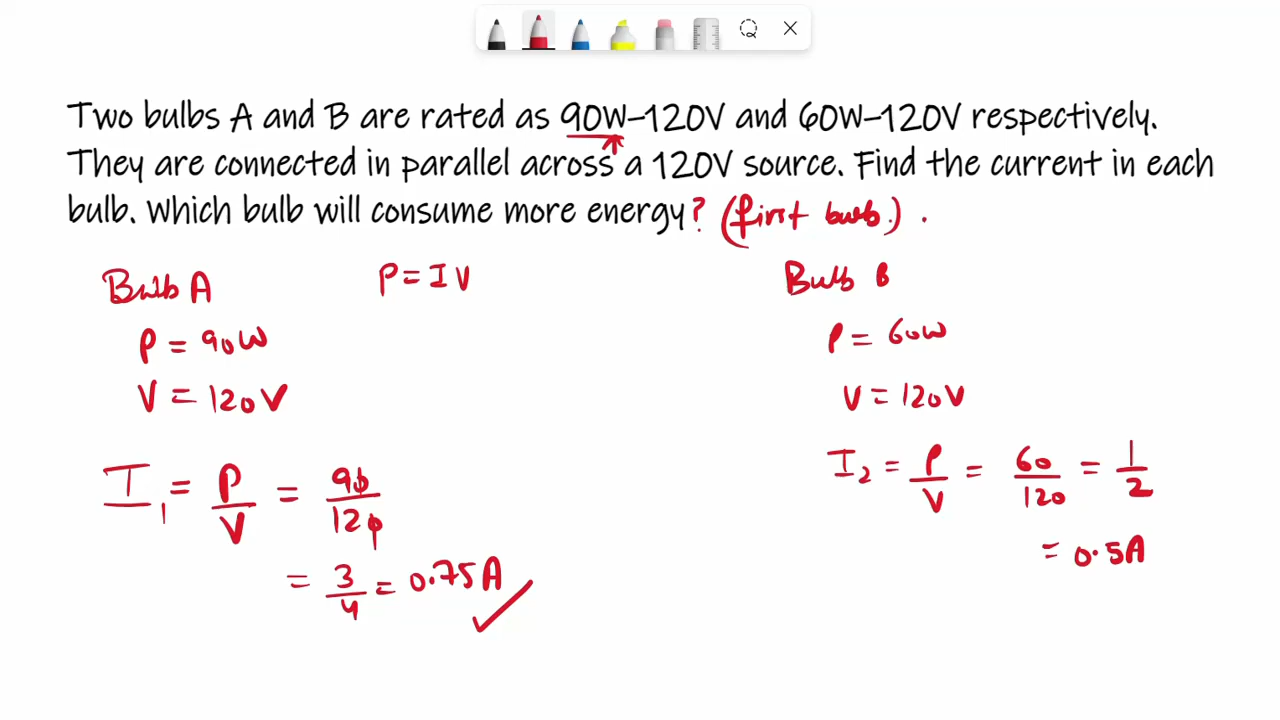 Two bulbs A and B are rated as 90W-120V and 60W-120V respectively.
They are connected in parallel across a 120V source. Find the current in each
bulb. Which bulb will consume more energy? (first bulb.) .
Bulb A
P = IV
Bulb B
P = 90W
P = 60W
V = 120V
V = 120V
I₁ = P/V = 90/120
I₂ = P/V = 60/120 = 1/2
= 3/4 = 0.75A ✓
= 0.5A